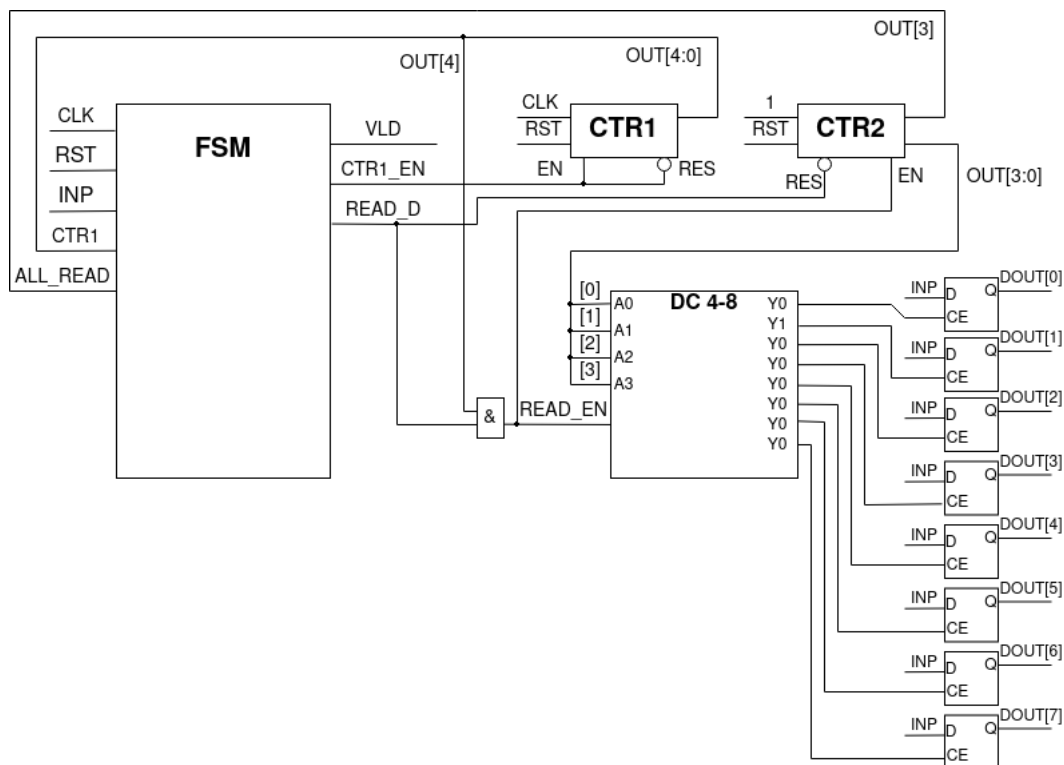 OUT[3]
OUT[4]
OUT[4:0]
CLK
RST
INP
CTR1
ALL_READ
FSM
VLD
CTR1_EN
READ_D
CLK
RST
CTR1
EN
RES
1
RST
CTR2
RES
EN
OUT[3:0]
[0]
[1]
[2]
[3]
A0
A1
A2
A3
DC 4-8
Y0
Y1
Y0
Y0
Y0
Y0
Y0
Y0
&
READ_EN
INP
D
Q
CE
DOUT[0]
INP
D
Q
CE
DOUT[1]
INP
D
Q
CE
DOUT[2]
INP
D
Q
CE
DOUT[3]
INP
D
Q
CE
DOUT[4]
INP
D
Q
CE
DOUT[5]
INP
D
Q
CE
DOUT[6]
INP
D
Q
CE
DOUT[7]